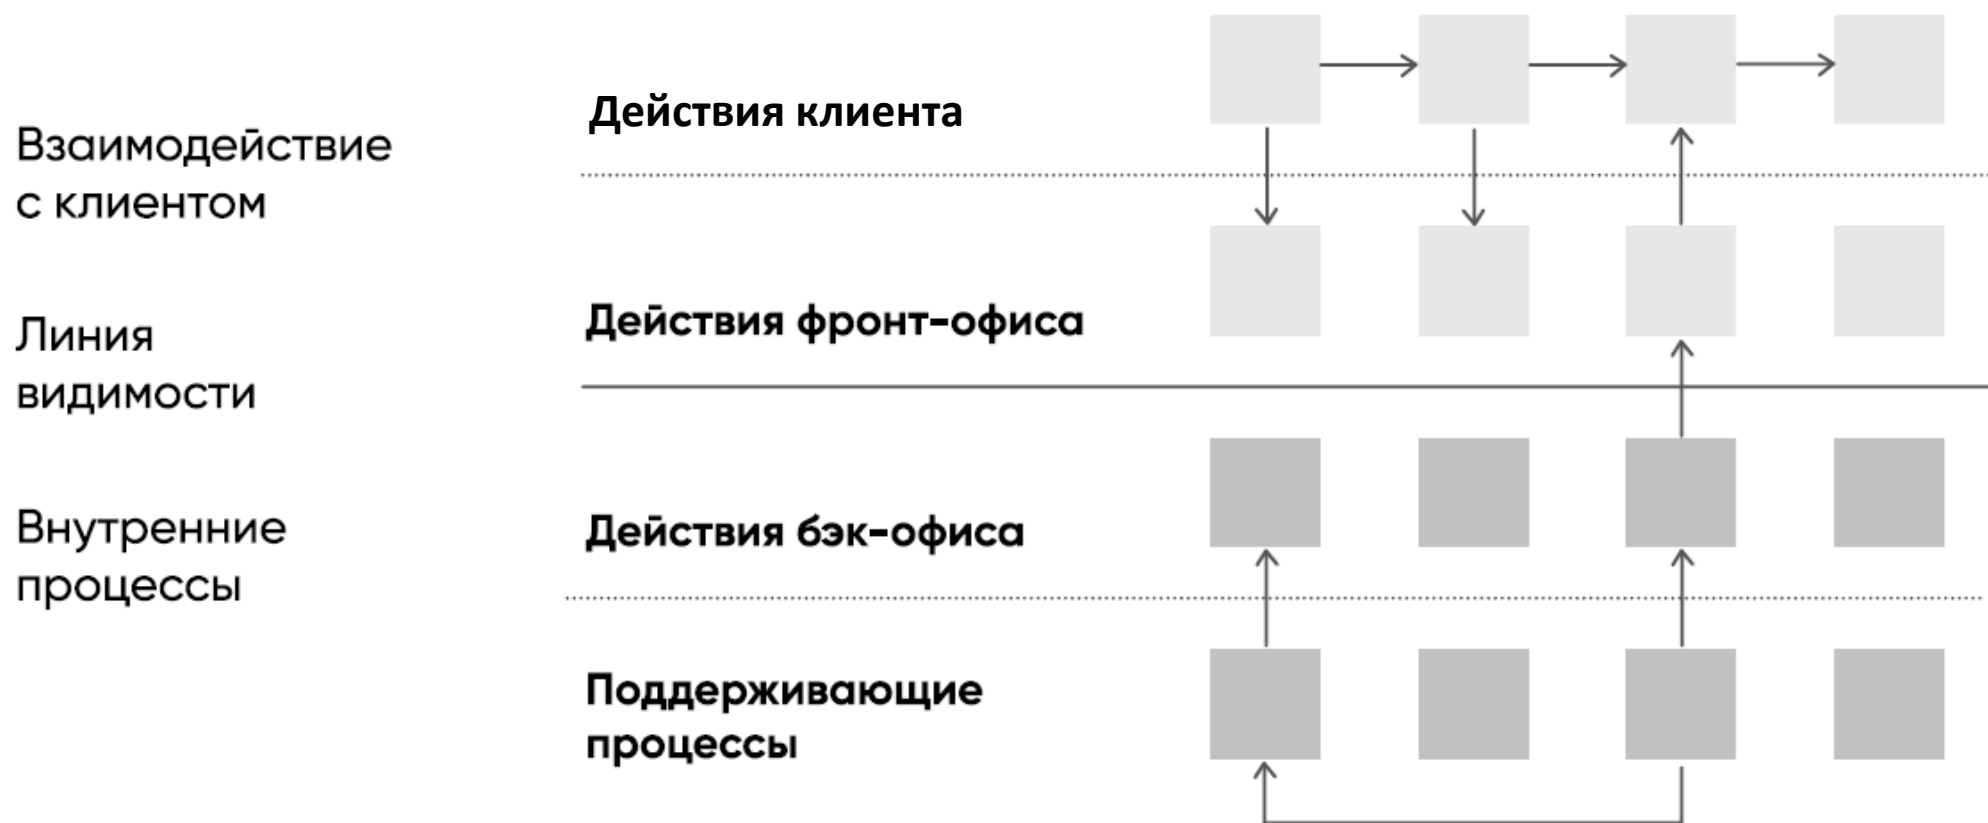 Взаимодействие
с клиентом
Линия
видимости
Внутренние
процессы
Действия клиента
Действия фронт-офиса
Действия бэк-офиса
Поддерживающие
процессы